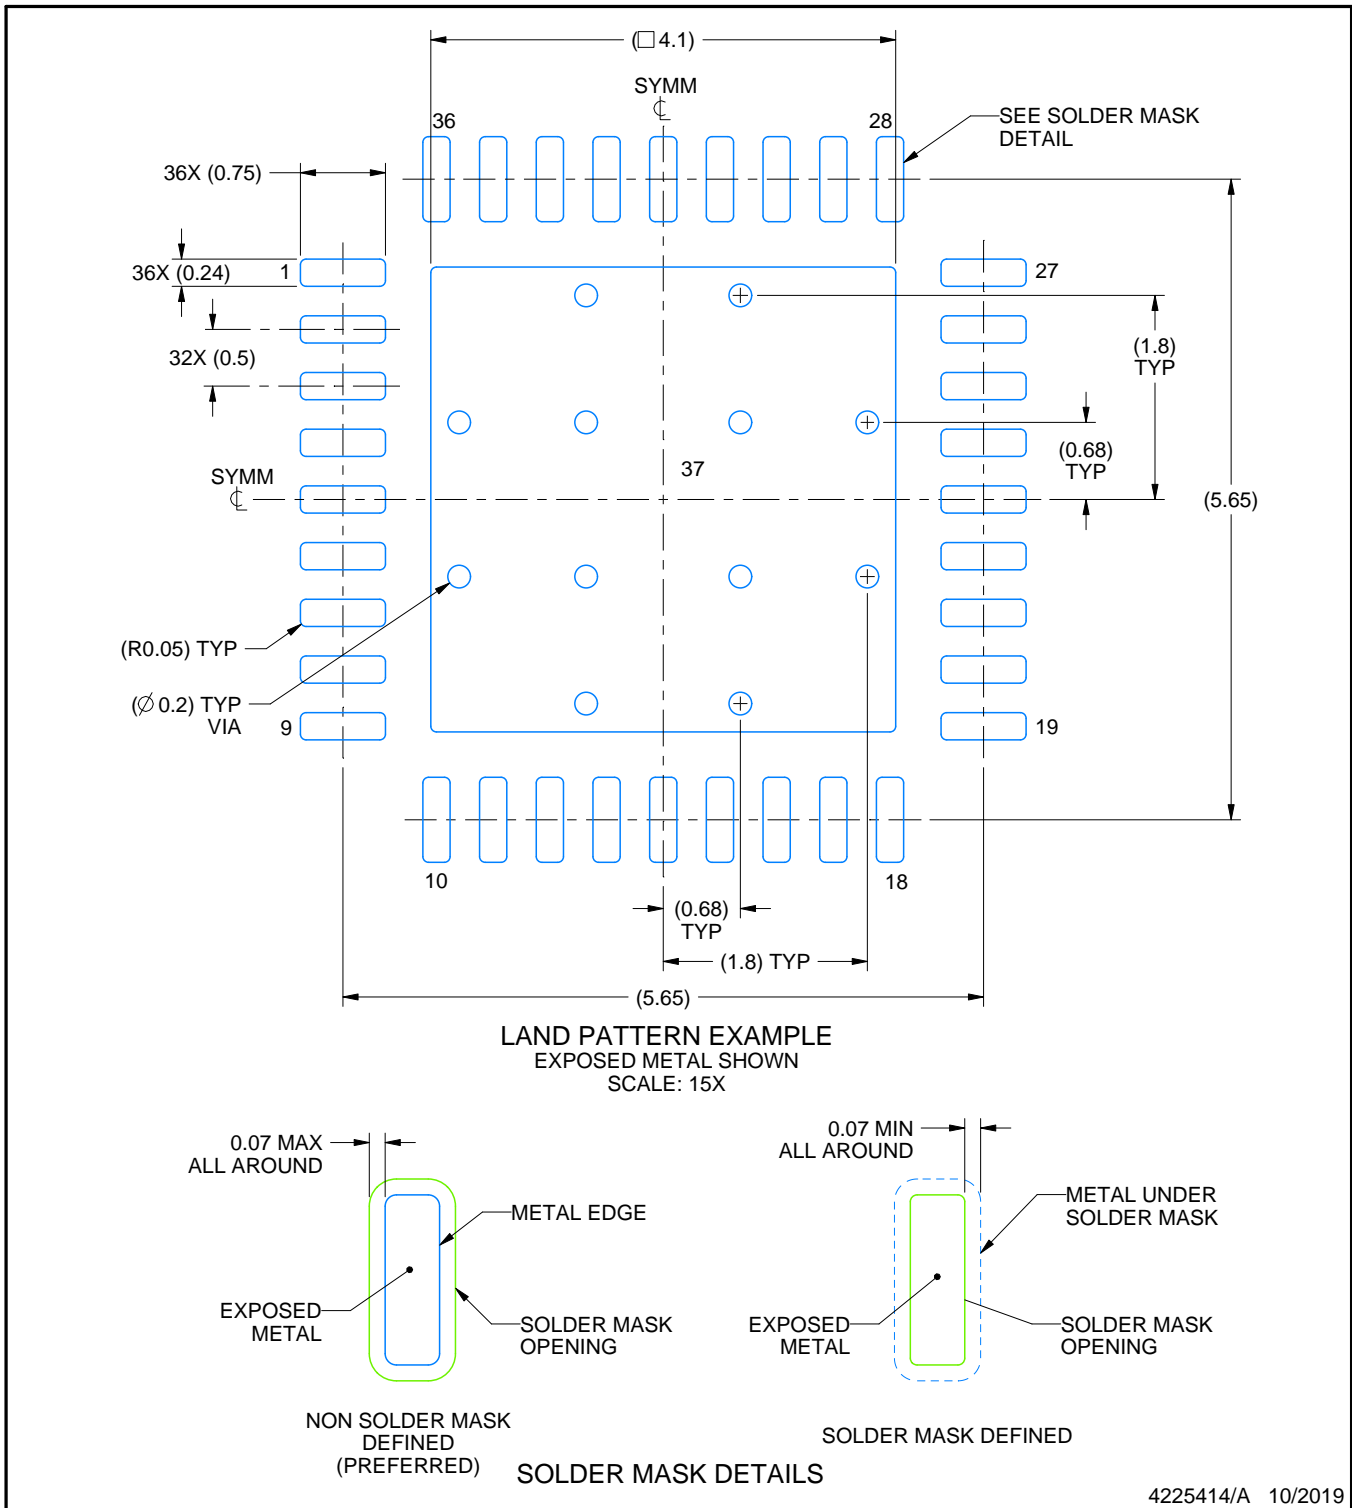 (□ 4.1)
SYMM
℄
36
28
SEE SOLDER MASK
DETAIL
36X (0.75)
36X (0.24)
1
27
32X (0.5)
(1.8)
TYP
(0.68)
TYP
37
SYMM
℄
(5.65)
(R0.05) TYP
(∅ 0.2) TYP
VIA
9
19
10
18
(0.68)
TYP
(1.8) TYP
(5.65)
LAND PATTERN EXAMPLE
EXPOSED METAL SHOWN
SCALE: 15X
0.07 MAX
ALL AROUND
METAL EDGE
EXPOSED
METAL
SOLDER MASK
OPENING
NON SOLDER MASK
DEFINED
(PREFERRED)
0.07 MIN
ALL AROUND
METAL UNDER
SOLDER MASK
EXPOSED
METAL
SOLDER MASK
OPENING
SOLDER MASK DEFINED
SOLDER MASK DETAILS
4225414/A 10/2019